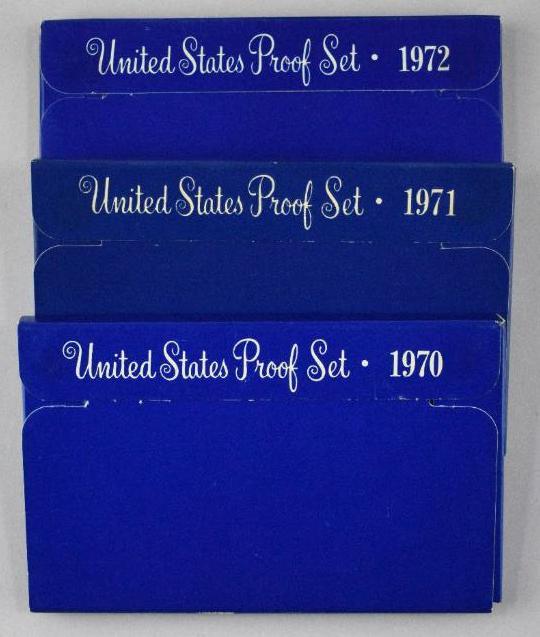 United States Proof Set • 1972
United States Proof Set • 1971
United States Proof Set • 1970